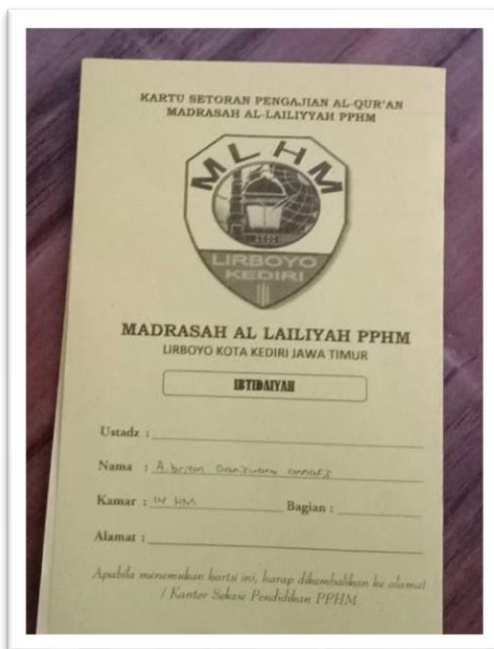 KARTU SETORAN PENGAJIAN AL-QUR'AN
MADRASAH AL-LAILIYYAH PPHM
MLHM
LIRBOYO
KEDIRI
MADRASAH AL LAILIYAH PPHM
LIRBOYO KOTA KEDIRI JAWA TIMUR
IBTIDAIYAH
Ustadz :
Nama : A.
Kamar : 14 HM Bagian :
Alamat :
Apabila menemukan kartu ini, harap dikembalikan ke alamat
/ Kantor Seksie Pendidikan PPHM